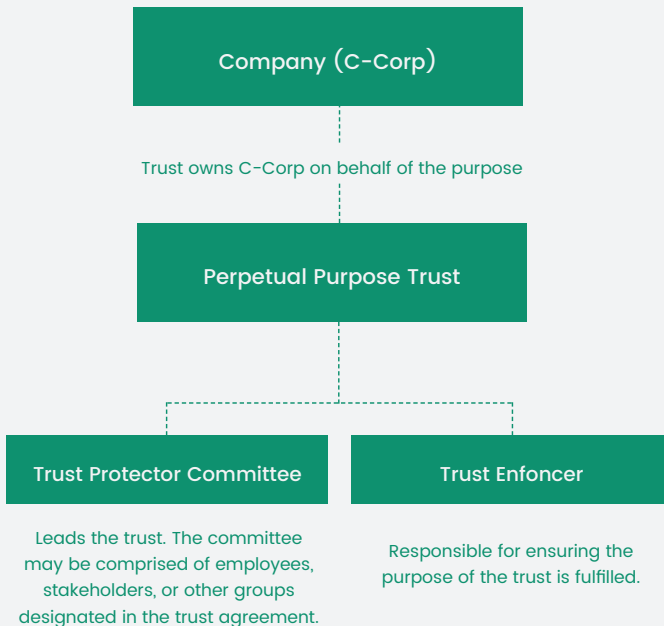 Company (C-Corp)
Trust owns C-Corp on behalf of the purpose
Perpetual Purpose Trust
Trust Protector Committee
Leads the trust. The committee
may be comprised of employees,
stakeholders, or other groups
designated in the trust agreement.
Trust Enfoncer
Responsible for ensuring the
purpose of the trust is fulfilled.